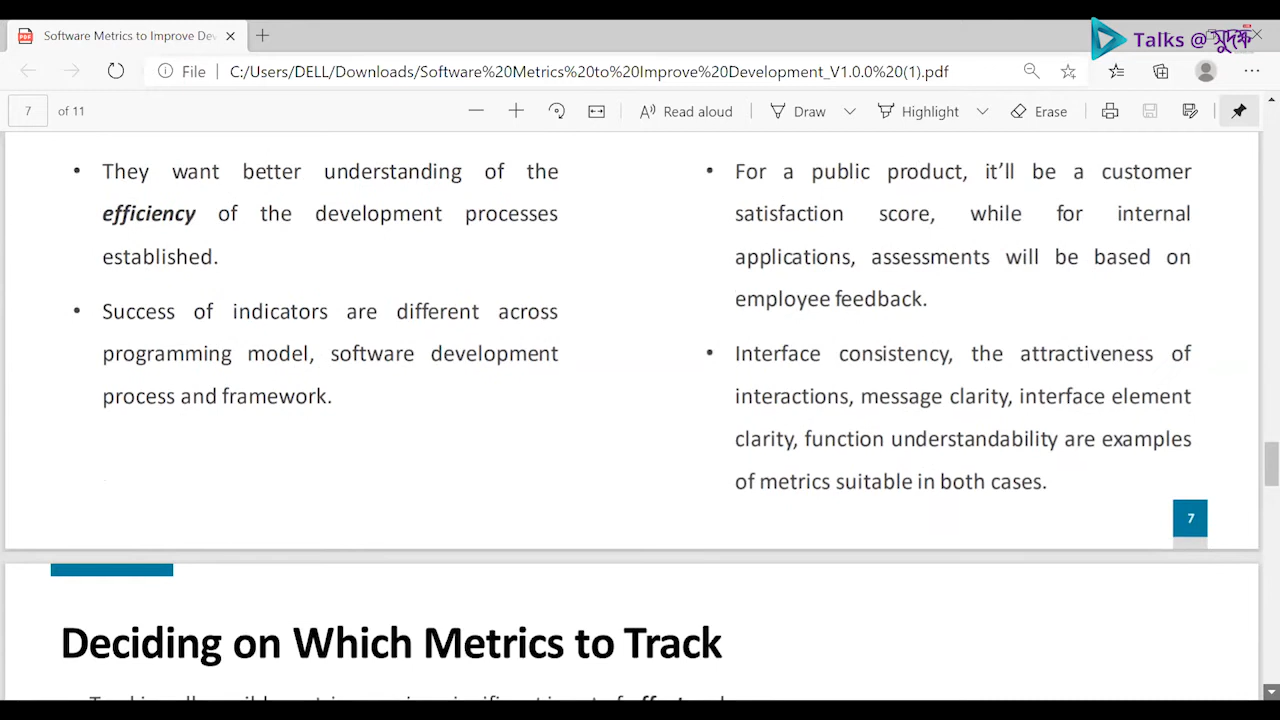 Software Metrics to Improve De
Talks @ সুদক্ষ
File
C:/Users/DELL/Downloads/Software%20Metrics%20to%20Improve%20Development_V1.0.0%20(1).pdf
7 of 11
Read aloud
Draw
Highlight
Erase
• They want better understanding of the
efficiency of the development processes
established.
• Success of indicators are different across
programming model, software development
process and framework.
• For a public product, it’ll be a customer
satisfaction score, while for internal
applications, assessments will be based on
employee feedback.
• Interface consistency, the attractiveness of
interactions, message clarity, interface element
clarity, function understandability are examples
of metrics suitable in both cases.
7
Deciding on Which Metrics to Track